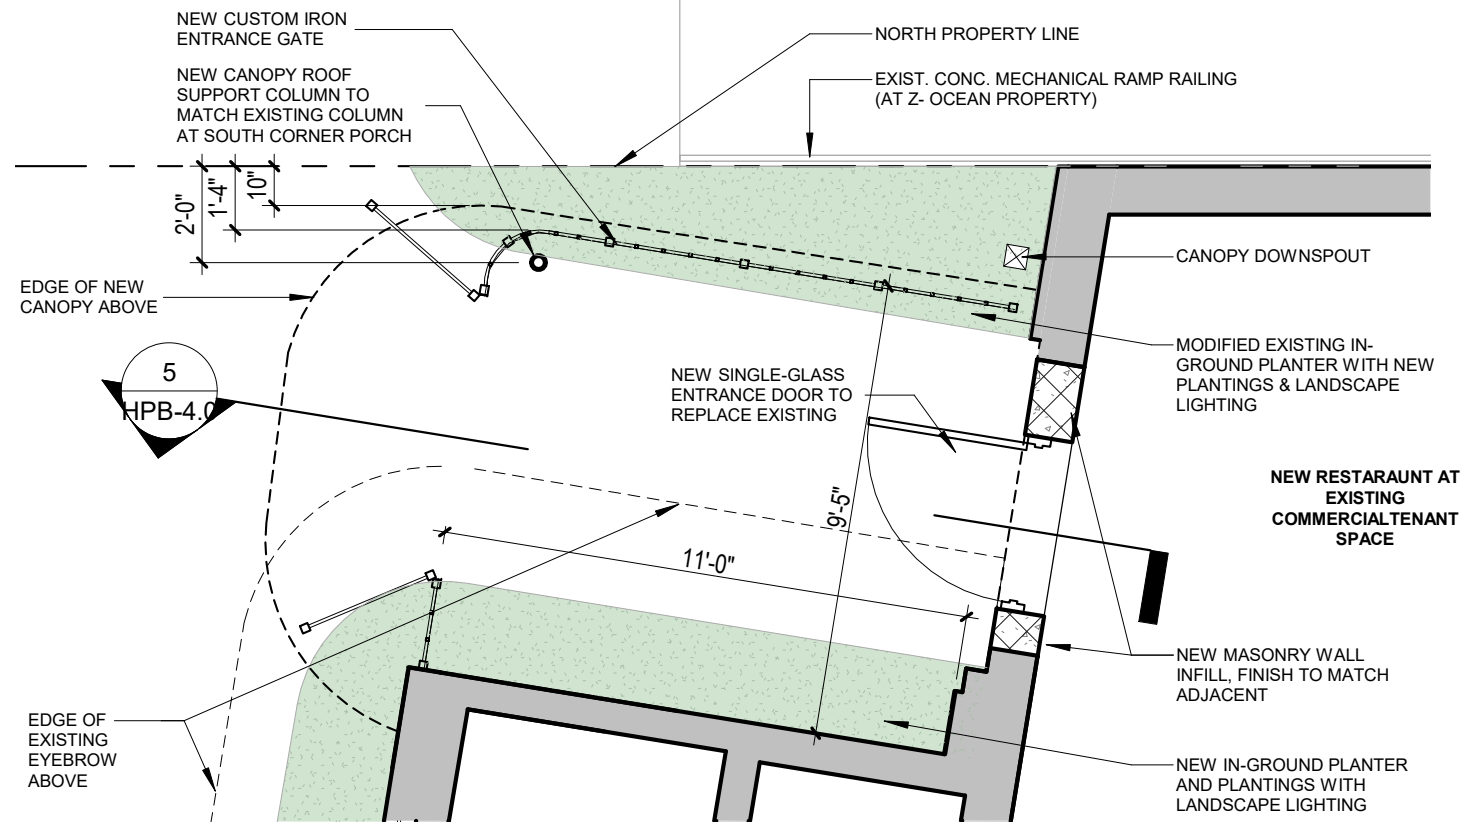 NEW CUSTOM IRON
ENTRANCE GATE
NEW CANOPY ROOF
SUPPORT COLUMN TO
MATCH EXISTING COLUMN
AT SOUTH CORNER PORCH
NORTH PROPERTY LINE
EXIST. CONC. MECHANICAL RAMP RAILING
(AT Z- OCEAN PROPERTY)
2'-0"
1'-4"
10"
EDGE OF NEW
CANOPY ABOVE
CANOPY DOWNSPOUT
5
HPB-4.0
NEW SINGLE-GLASS
ENTRANCE DOOR TO
REPLACE EXISTING
MODIFIED EXISTING IN-
GROUND PLANTER WITH NEW
PLANTINGS & LANDSCAPE
LIGHTING
NEW RESTARAUNT AT
EXISTING
COMMERCIALTENANT
SPACE
9'-5"
11'-0"
NEW MASONRY WALL
INFILL, FINISH TO MATCH
ADJACENT
EDGE OF
EXISTING
EYEBROW
ABOVE
NEW IN-GROUND PLANTER
AND PLANTINGS WITH
LANDSCAPE LIGHTING